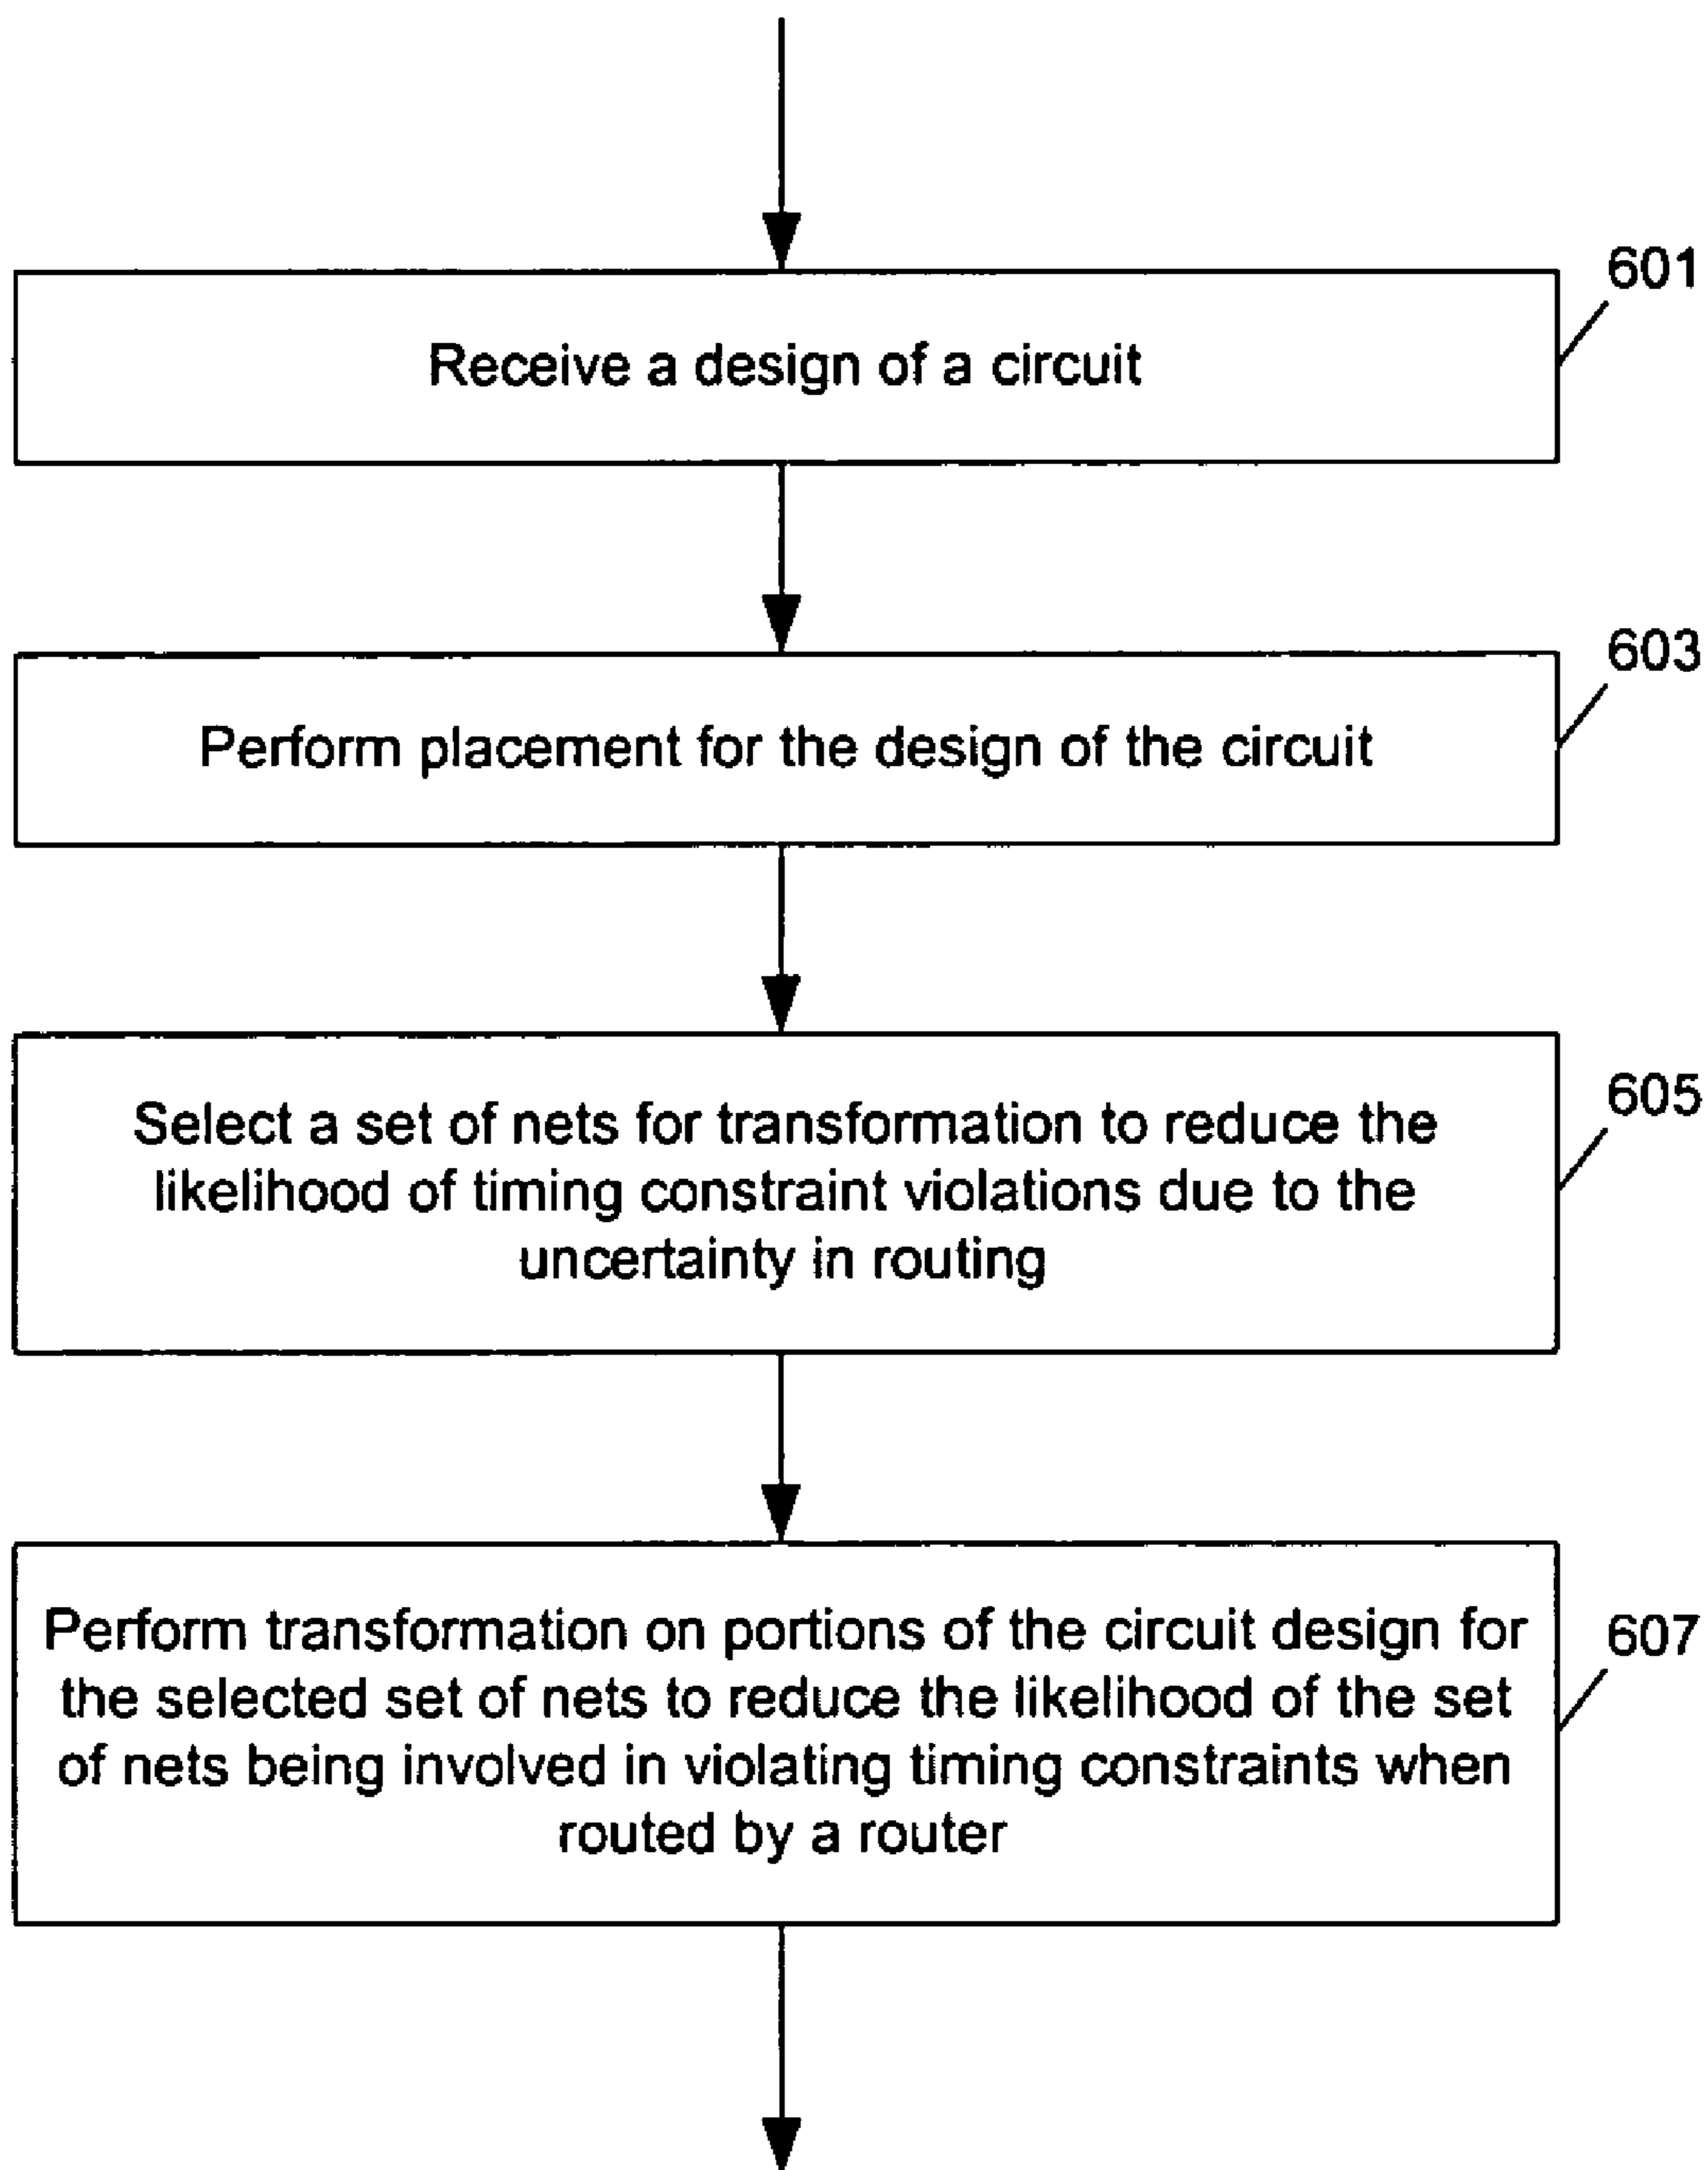 601
Receive a design of a circuit
603
Perform placement for the design of the circuit
605
Select a set of nets for transformation to reduce the
likelihood of timing constraint violations due to the
uncertainty in routing
607
Perform transformation on portions of the circuit design for
the selected set of nets to reduce the likelihood of the set
of nets being involved in violating timing constraints when
routed by a router